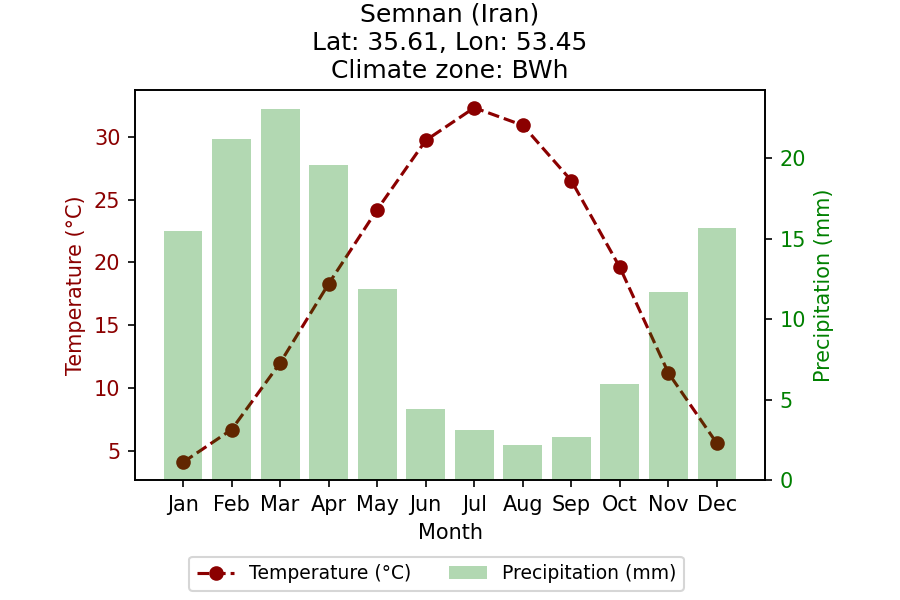 Semnan (Iran)
Lat: 35.61, Lon: 53.45
Climate zone: BWh
Temperature (°C)
30
25
20
15
10
5
20
15
10
5
0
Precipitation (mm)
Jan Feb Mar Apr May Jun Jul Aug Sep Oct Nov Dec
Month
Temperature (°C) Precipitation (mm)